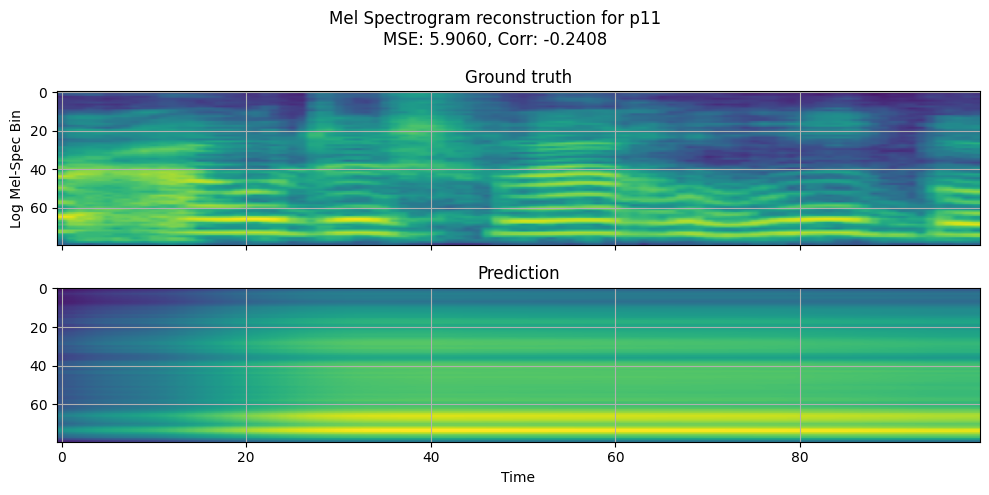 Mel Spectrogram reconstruction for p11
MSE: 5.9060, Corr: -0.2408
Ground truth
Log Mel-Spec Bin
0
20
40
60
Prediction
0
20
40
60
0 20 40 60 80
Time